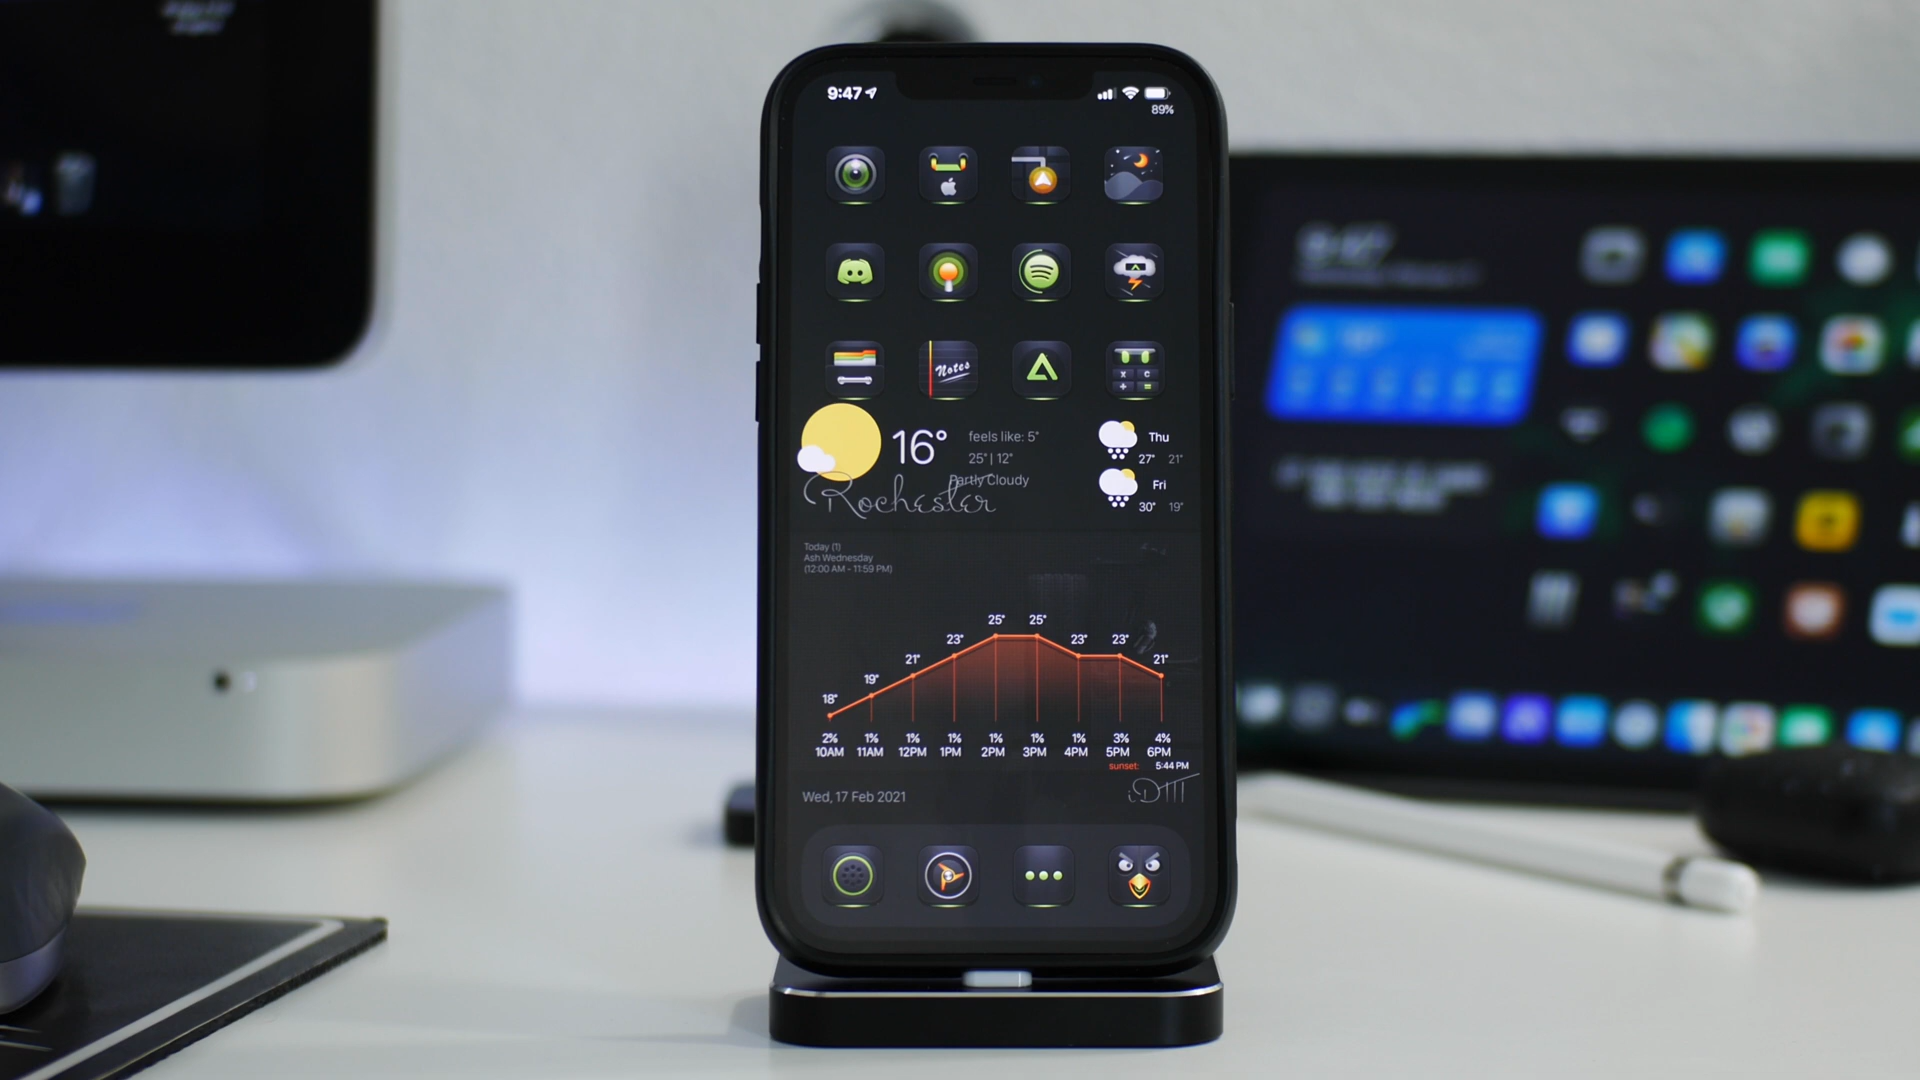 9:47
89%
Notes
x c
+ =
16°
feels like: 5°
25° | 12°
Partly Cloudy
Rochester
Thu
27° 21°
Fri
30° 19°
Today (1)
Ash Wednesday
(12:00 AM - 11:59 PM)
18° 19° 21° 23° 25° 25° 23° 23° 21°
2% 1% 1% 1% 1% 1% 1% 3% 4%
10AM 11AM 12PM 1PM 2PM 3PM 4PM 5PM 6PM
sunset: 5:44 PM
Wed, 17 Feb 2021
9:47